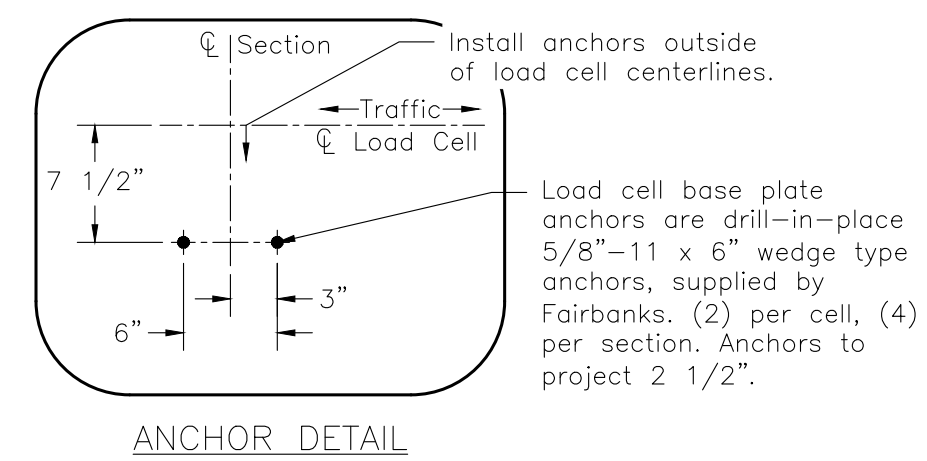 ℄ Section
Install anchors outside
of load cell centerlines.
Traffic
℄ Load Cell
7 1/2”
Load cell base plate
anchors are drill-in-place
5/8”-11 x 6” wedge type
anchors, supplied by
Fairbanks. (2) per cell, (4)
per section. Anchors to
project 2 1/2”.
3”
6”
ANCHOR DETAIL